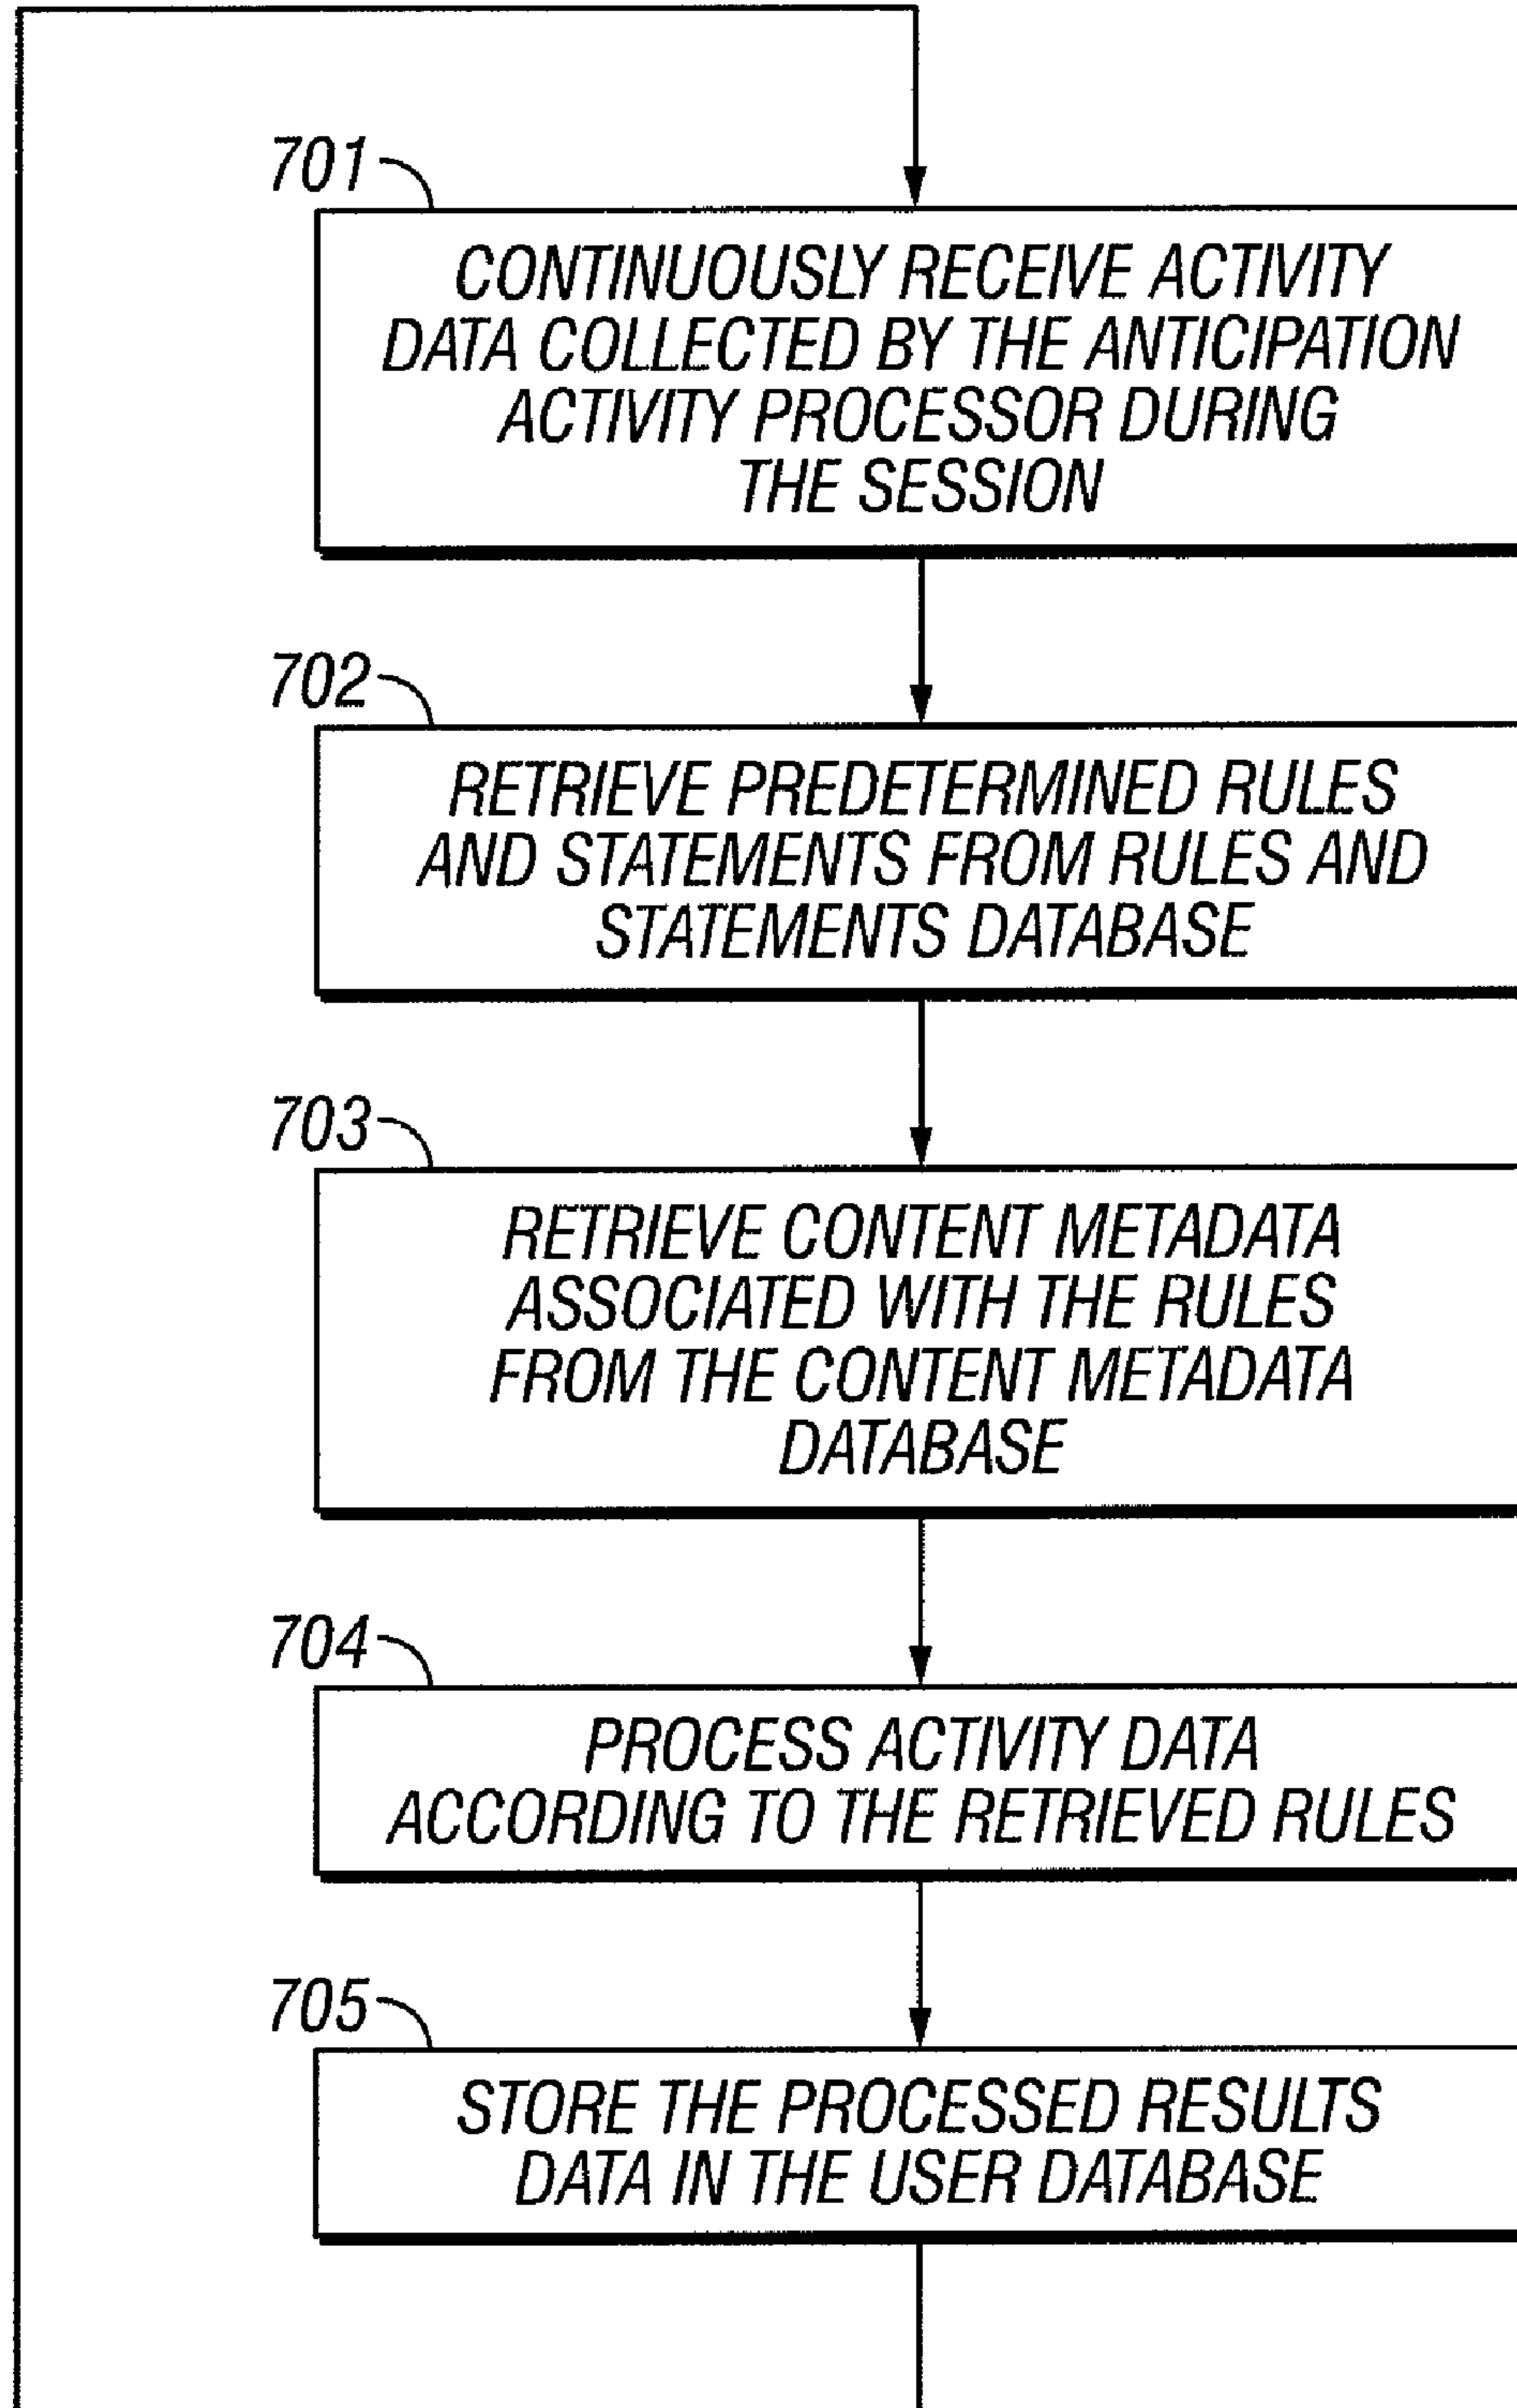 701
CONTINUOUSLY RECEIVE ACTIVITY
DATA COLLECTED BY THE ANTICIPATION
ACTIVITY PROCESSOR DURING
THE SESSION
702
RETRIEVE PREDETERMINED RULES
AND STATEMENTS FROM RULES AND
STATEMENTS DATABASE
703
RETRIEVE CONTENT METADATA
ASSOCIATED WITH THE RULES
FROM THE CONTENT METADATA
DATABASE
704
PROCESS ACTIVITY DATA
ACCORDING TO THE RETRIEVED RULES
705
STORE THE PROCESSED RESULTS
DATA IN THE USER DATABASE